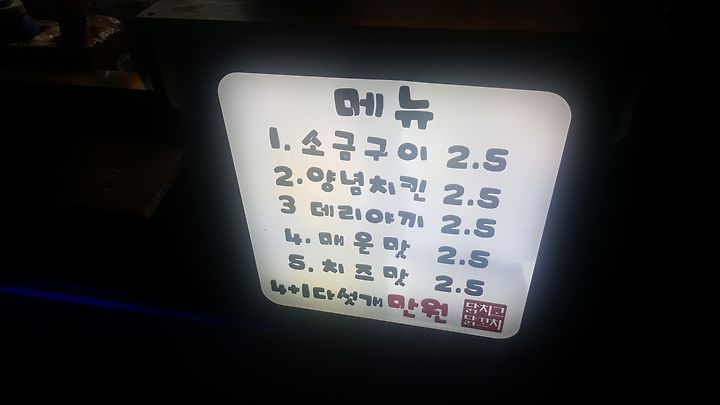 메뉴
1. 소금구이 2.5
2. 양념치킨 2.5
3 데리야끼 2.5
4. 매운맛 2.5
5. 치즈맛 2.5
4+1 다섯개 만원
닭치고
닭꼬치